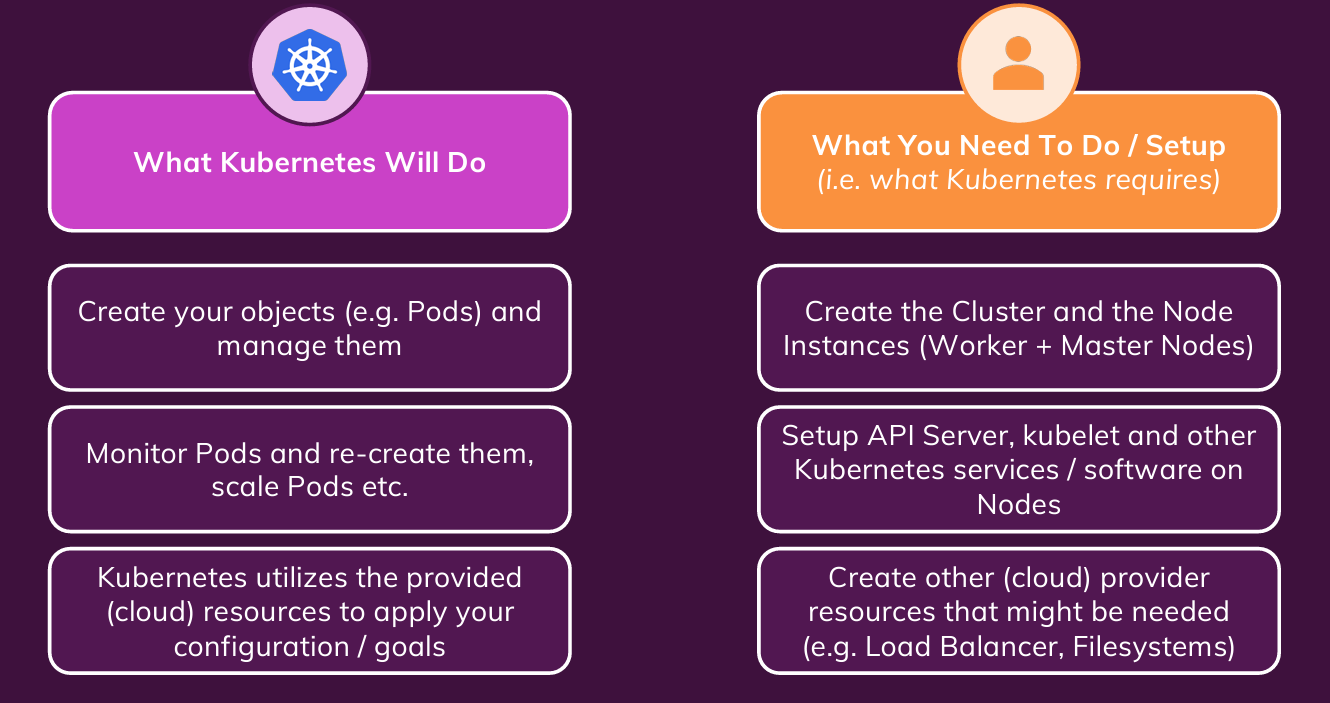 What Kubernetes Will Do
Create your objects (e.g. Pods) and
manage them
Monitor Pods and re-create them,
scale Pods etc.
Kubernetes utilizes the provided
(cloud) resources to apply your
configuration / goals
What You Need To Do / Setup
(i.e. what Kubernetes requires)
Create the Cluster and the Node
Instances (Worker + Master Nodes)
Setup API Server, kubelet and other
Kubernetes services / software on
Nodes
Create other (cloud) provider
resources that might be needed
(e.g. Load Balancer, Filesystems)